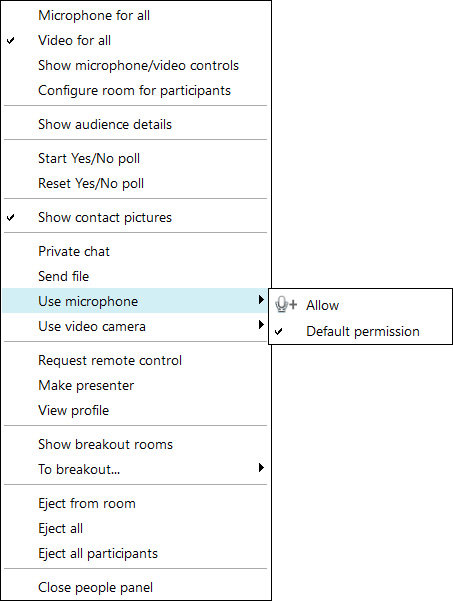 Microphone for all
Video for all
Show microphone/video controls
Configure room for participants
Show audience details
Start Yes/No poll
Reset Yes/No poll
Show contact pictures
Private chat
Send file
Use microphone
Allow
Use video camera
Default permission
Request remote control
Make presenter
View profile
Show breakout rooms
To breakout...
Eject from room
Eject all
Eject all participants
Close people panel